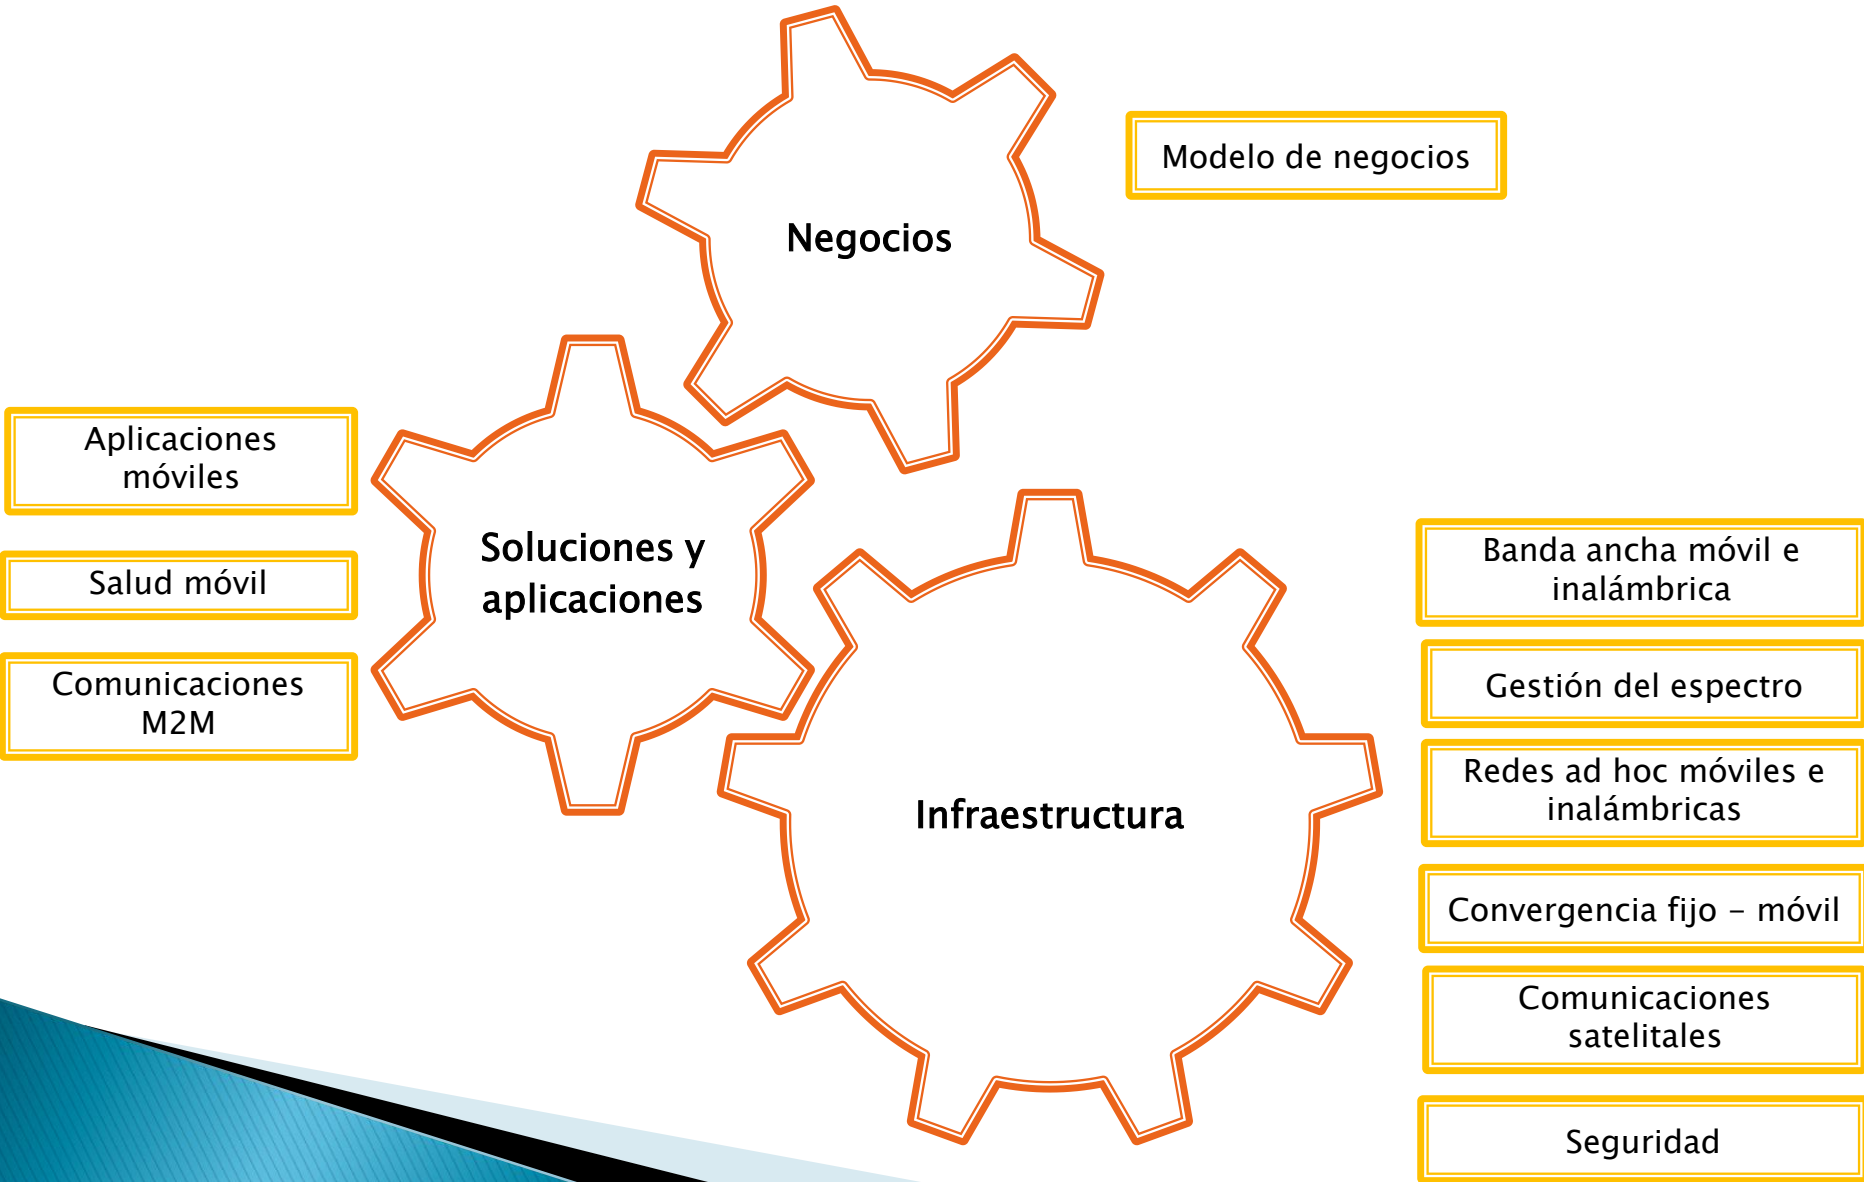 Negocios
Modelo de negocios
Soluciones y
aplicaciones
Aplicaciones
móviles
Salud móvil
Comunicaciones
M2M
Infraestructura
Banda ancha móvil e
inalámbrica
Gestión del espectro
Redes ad hoc móviles e
inalámbricas
Convergencia fijo – móvil
Comunicaciones
satelitales
Seguridad